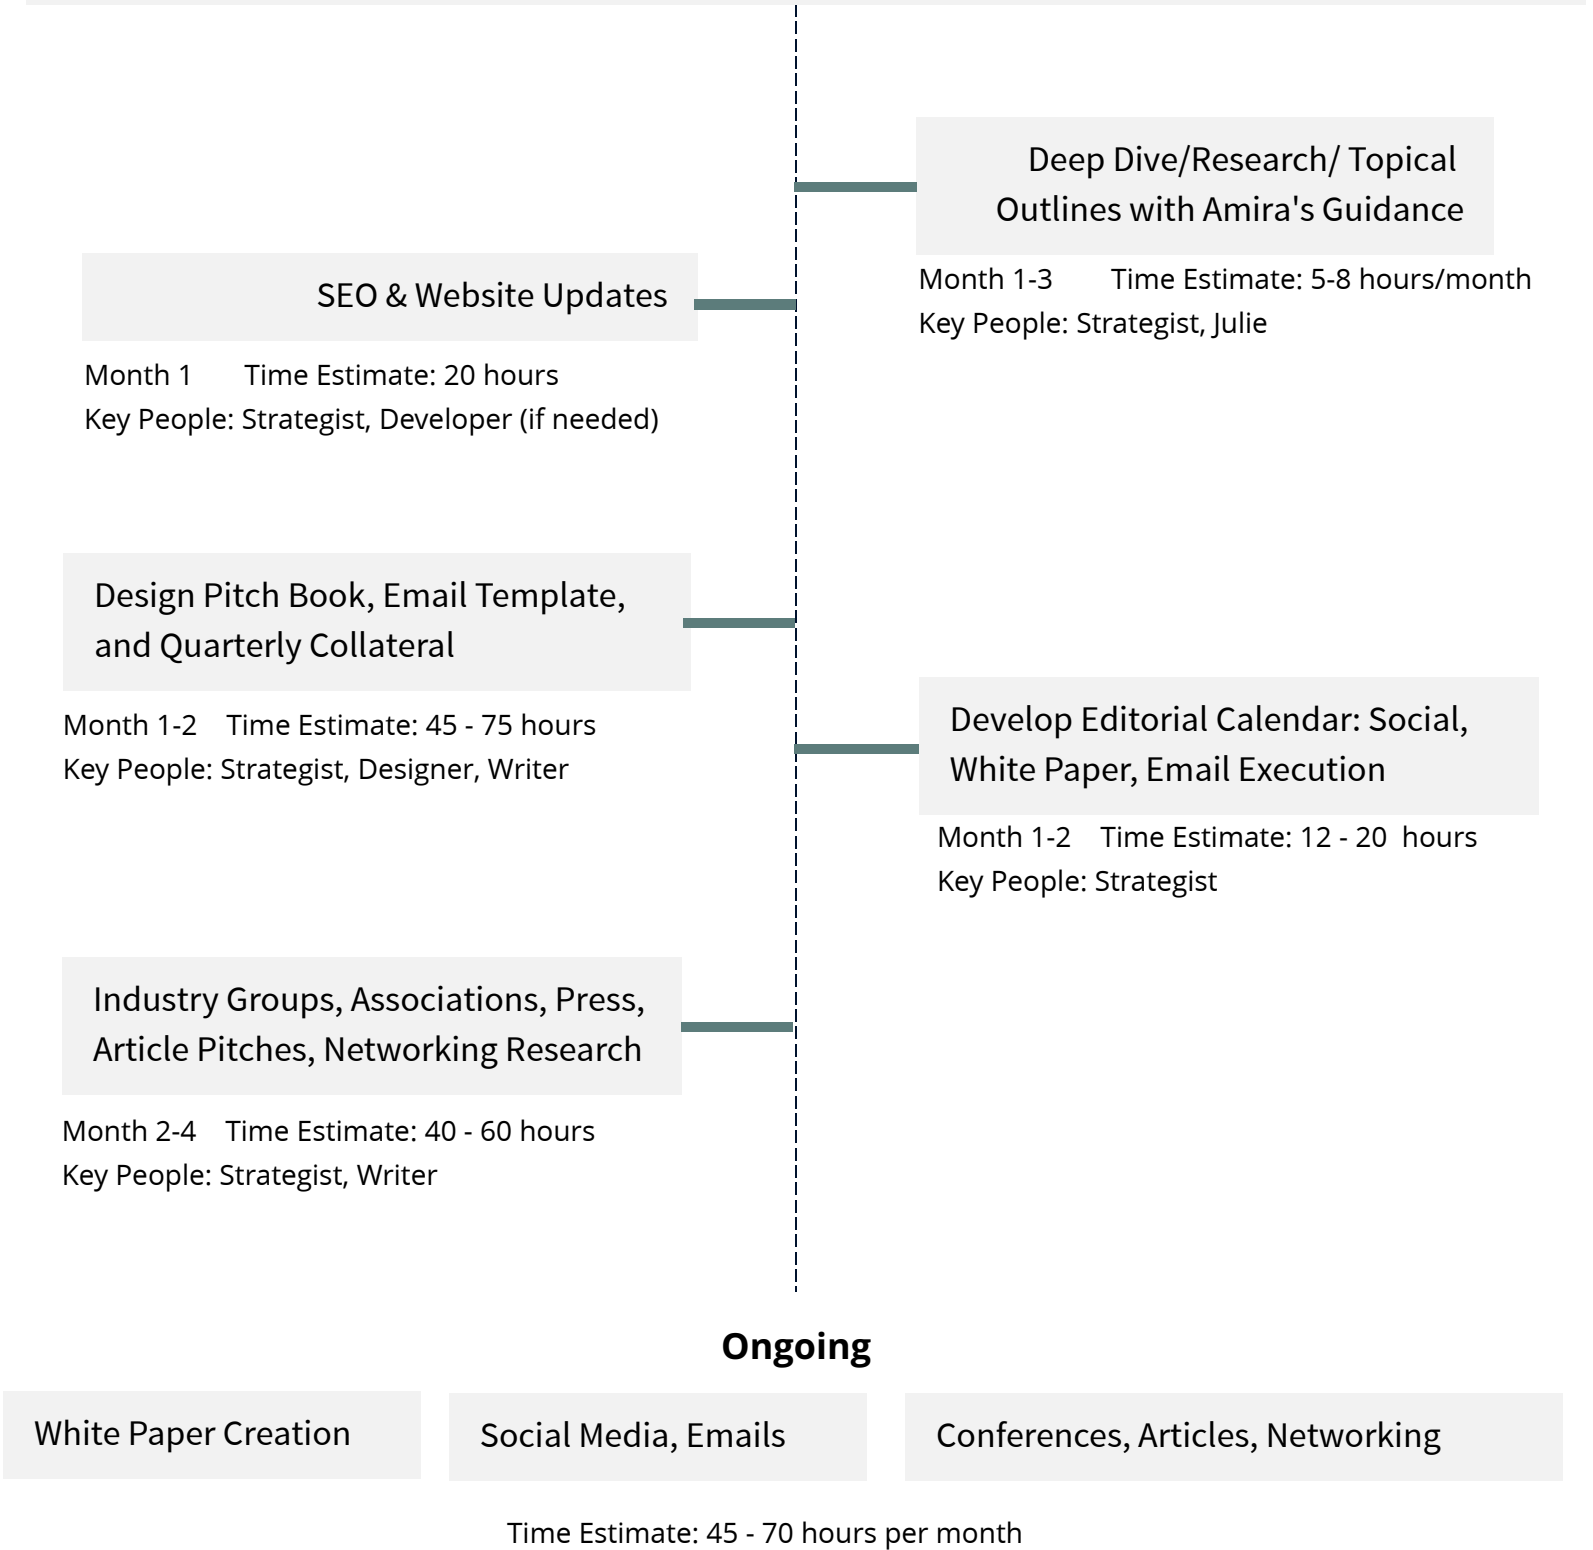 Deep Dive/Research/ Topical
Outlines with Amira's Guidance
Month 1-3 Time Estimate: 5-8 hours/month
Key People: Strategist, Julie
SEO & Website Updates
Month 1 Time Estimate: 20 hours
Key People: Strategist, Developer (if needed)
Design Pitch Book, Email Template,
and Quarterly Collateral
Month 1-2 Time Estimate: 45 - 75 hours
Key People: Strategist, Designer, Writer
Develop Editorial Calendar: Social,
White Paper, Email Execution
Month 1-2 Time Estimate: 12 - 20 hours
Key People: Strategist
Industry Groups, Associations, Press,
Article Pitches, Networking Research
Month 2-4 Time Estimate: 40 - 60 hours
Key People: Strategist, Writer
Ongoing
White Paper Creation
Social Media, Emails
Conferences, Articles, Networking
Time Estimate: 45 - 70 hours per month